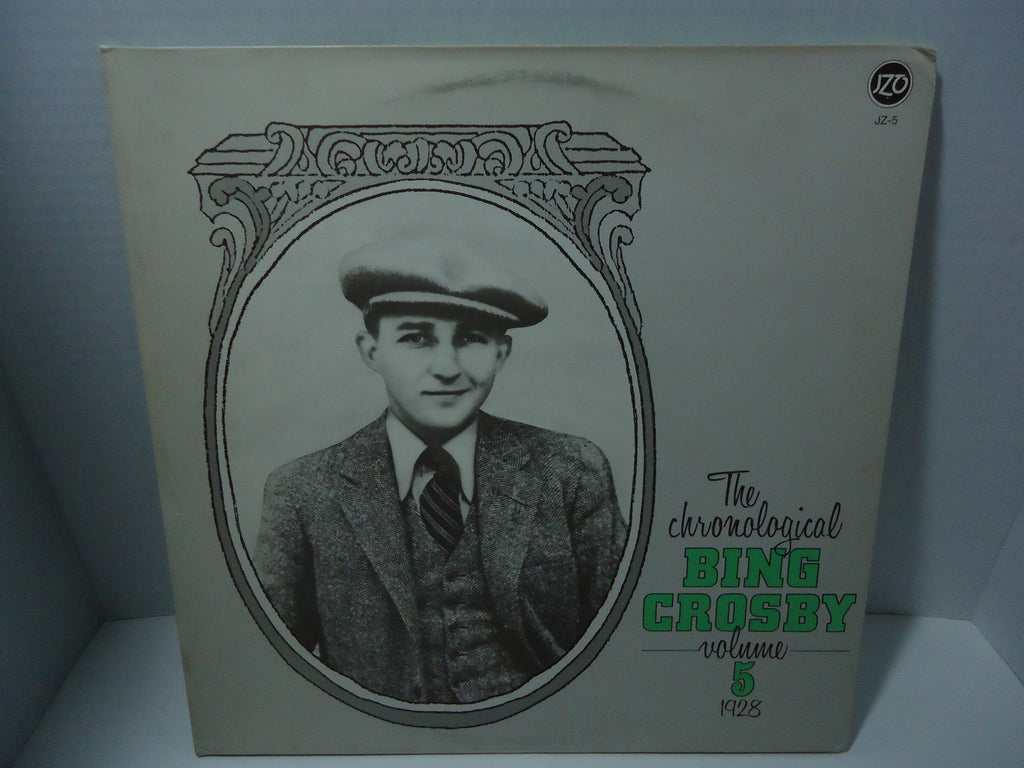 JZO
JZ-5
The
chronological
BING
CROSBY
volume
5
1928